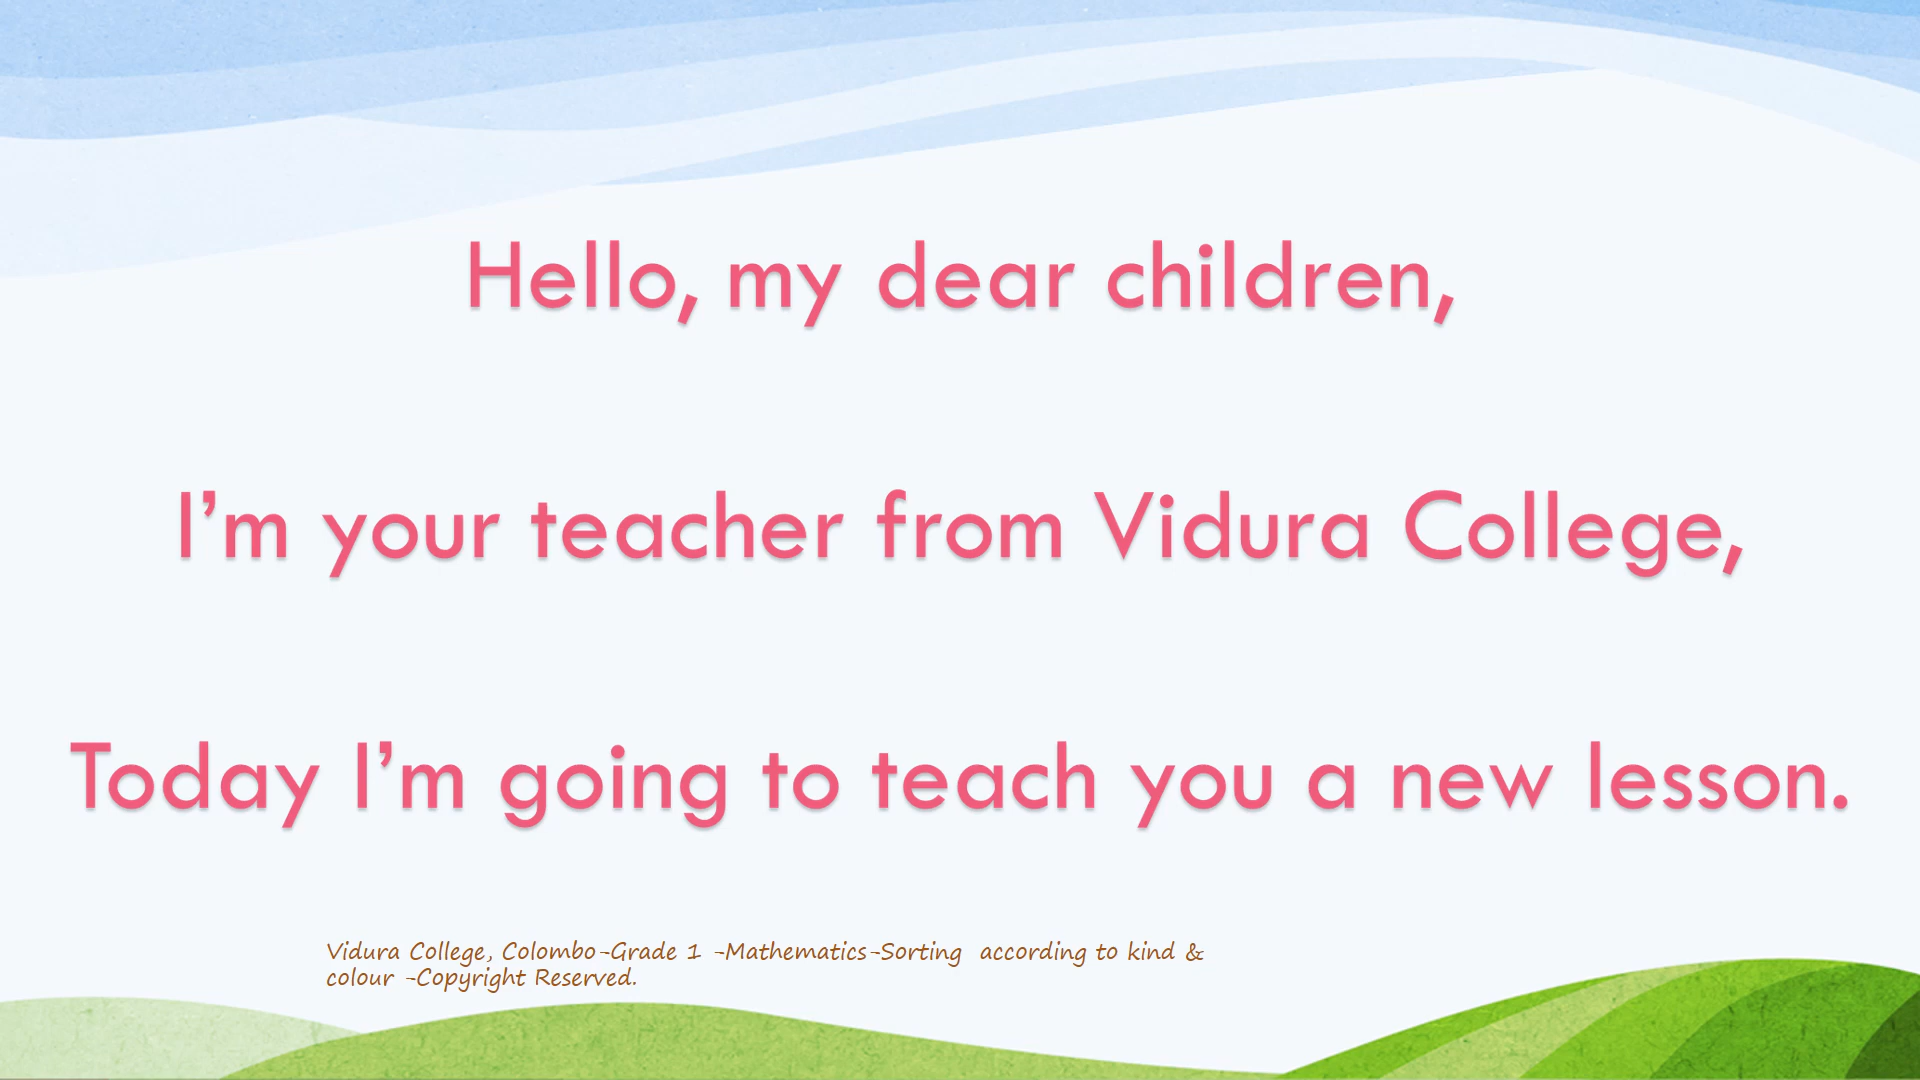 Hello, my dear children,
I’m your teacher from Vidura College,
Today I’m going to teach you a new lesson.
Vidura College, Colombo-Grade 1 -Mathematics-Sorting  according to kind &
colour -Copyright Reserved.